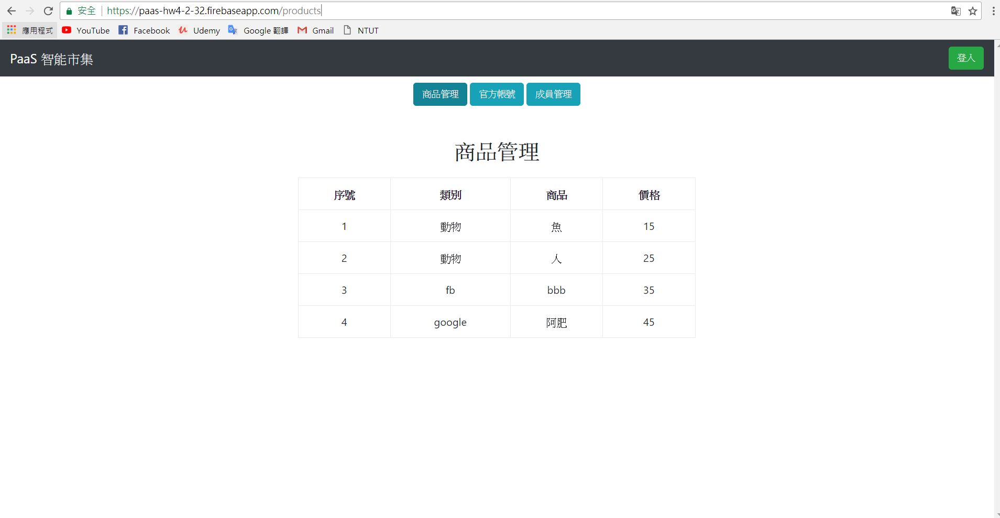 安全 https://paas-hw4-2-32.firebaseapp.com/products
應用程式 YouTube Facebook Udemy Google 翻譯 Gmail NTUT
PaaS 智能市集 登入
商品管理 官方帳號 成員管理
商品管理
序號 類別 商品 價格
1 動物 魚 15
2 動物 人 25
3 fb bbb 35
4 google 阿肥 45